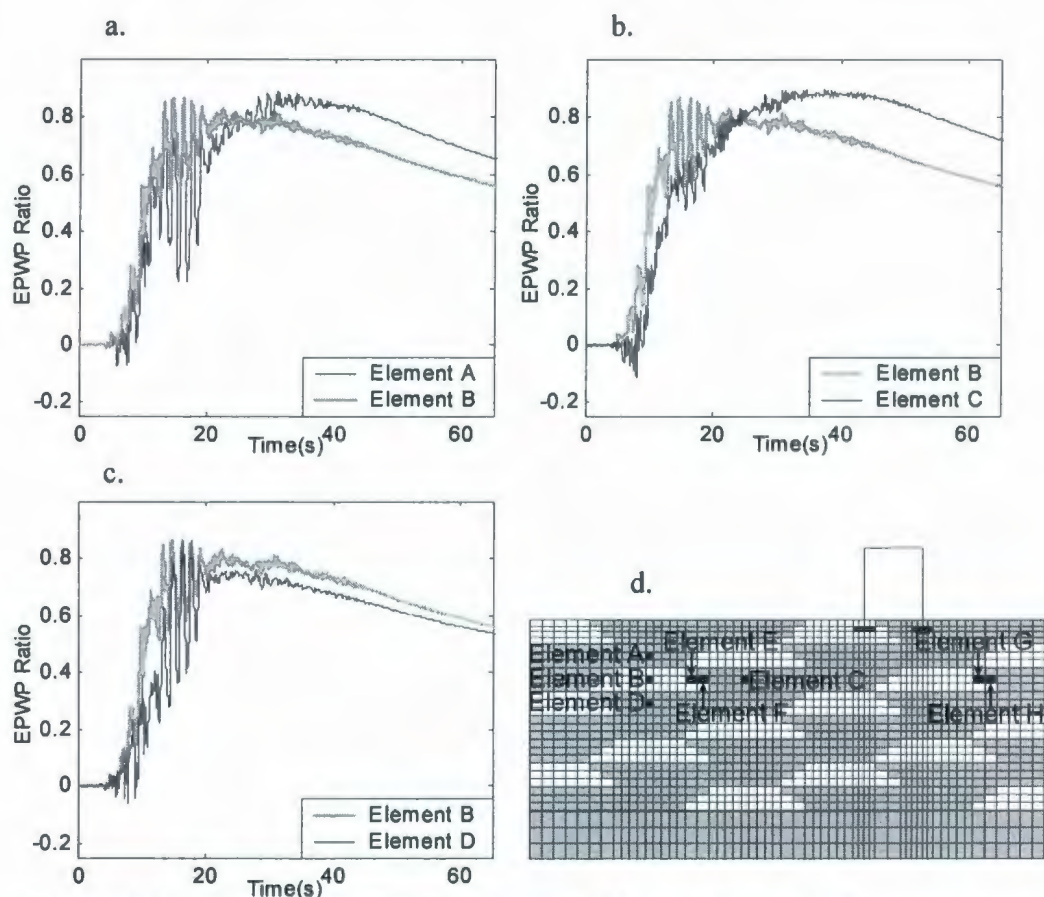 a.
EPWP Ratio
0.8
0.6
0.4
0.2
0
-0.2
0
20
Time(s)
40
60
Element A
Element B
b.
EPWP Ratio
0.8
0.6
0.4
0.2
0
-0.2
0
20
Time(s)
40
60
Element B
Element C
c.
EPWP Ratio
0.8
0.6
0.4
0.2
0
-0.2
0
20
Time(s)
40
60
Element B
Element D
d.
Element E
Element G
Element A
Element B
Element C
Element D
Element F
Element H